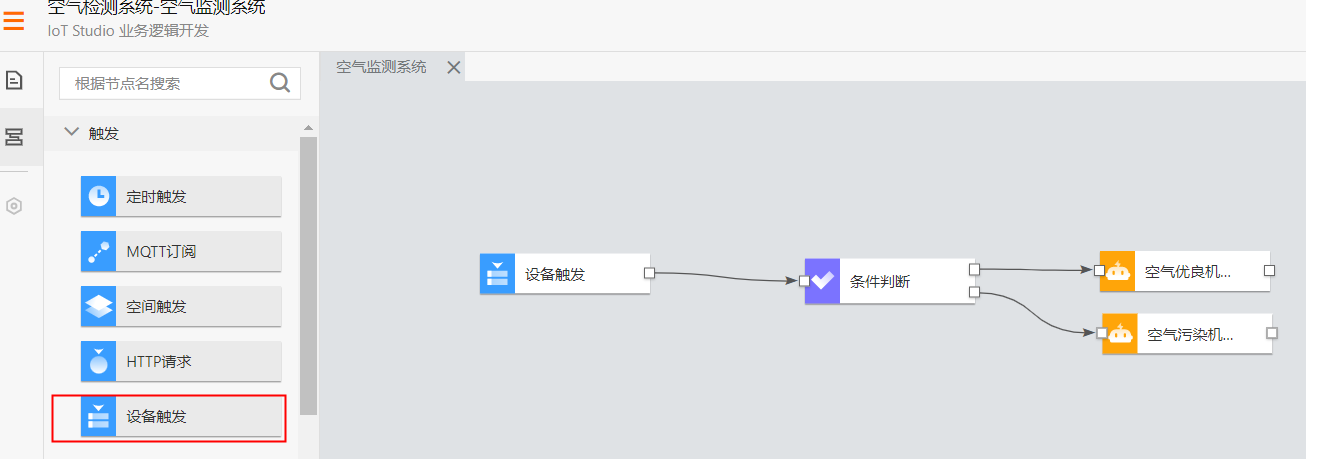 空气检测系统-空气监测系统
IoT Studio 业务逻辑开发
根据节点名搜索
触发
定时触发
MQTT订阅
空间触发
HTTP请求
设备触发
空气监测系统
设备触发
条件判断
空气优良机...
空气污染机...